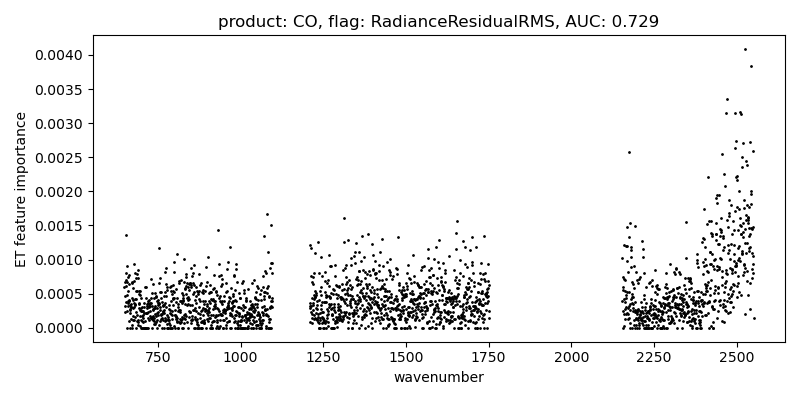 product: CO, flag: RadianceResidualRMS, AUC: 0.729
ET feature importance
0.0040
0.0035
0.0030
0.0025
0.0020
0.0015
0.0010
0.0005
0.0000
750 1000 1250 1500 1750 2000 2250 2500
wavenumber